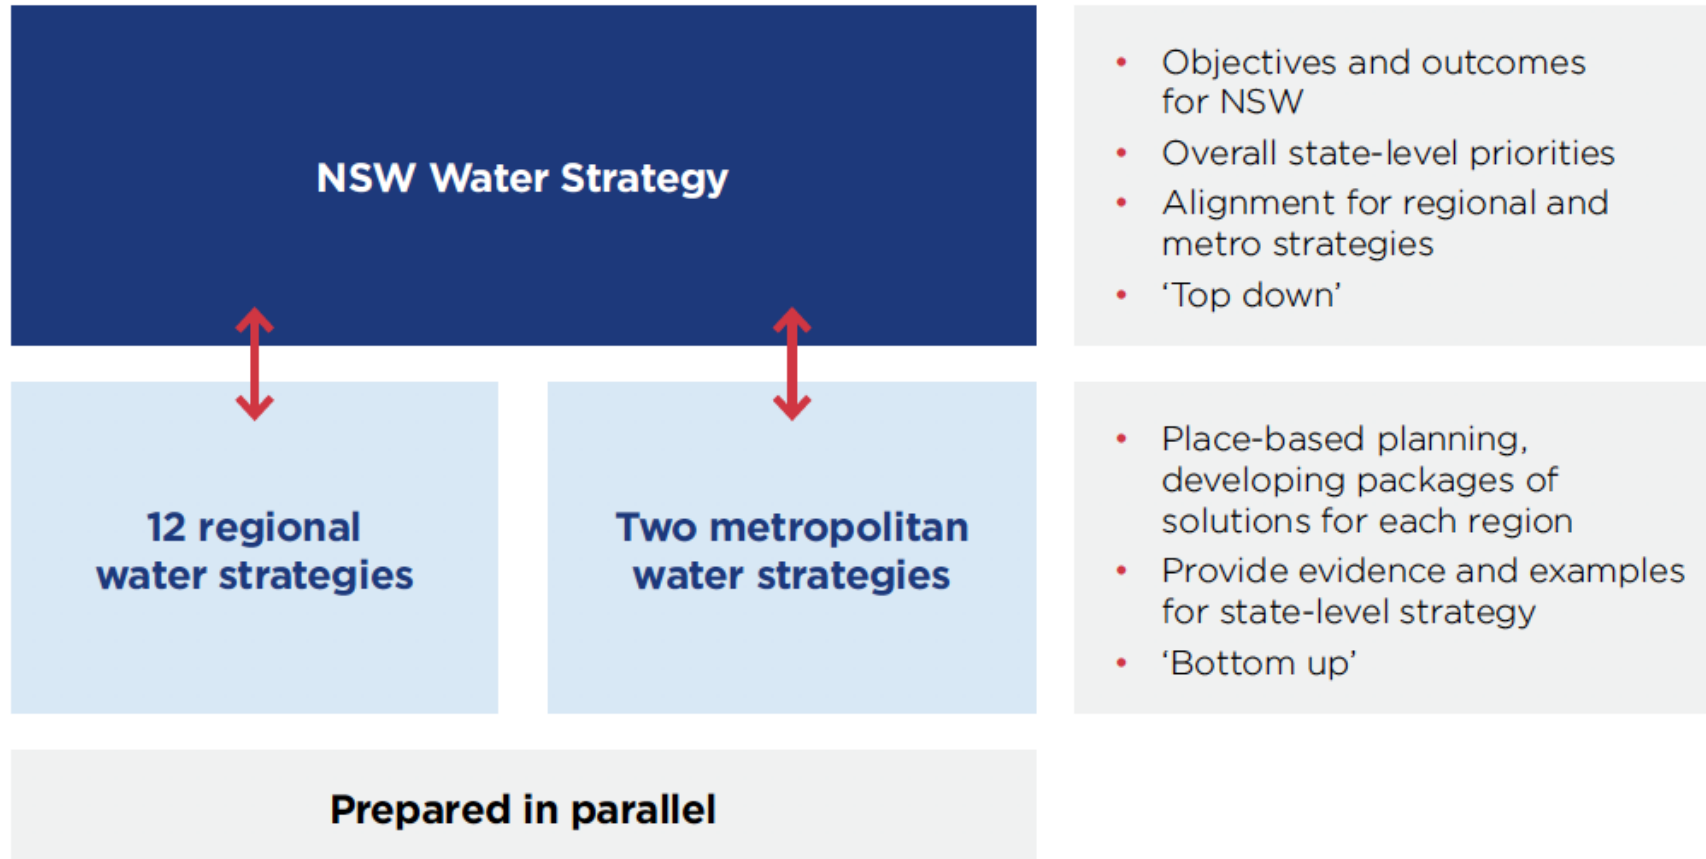 NSW Water Strategy
• Objectives and outcomes
for NSW
• Overall state-level priorities
• Alignment for regional and
metro strategies
• ‘Top down’
12 regional
water strategies
Two metropolitan
water strategies
• Place-based planning,
developing packages of
solutions for each region
• Provide evidence and examples
for state-level strategy
• ‘Bottom up’
Prepared in parallel